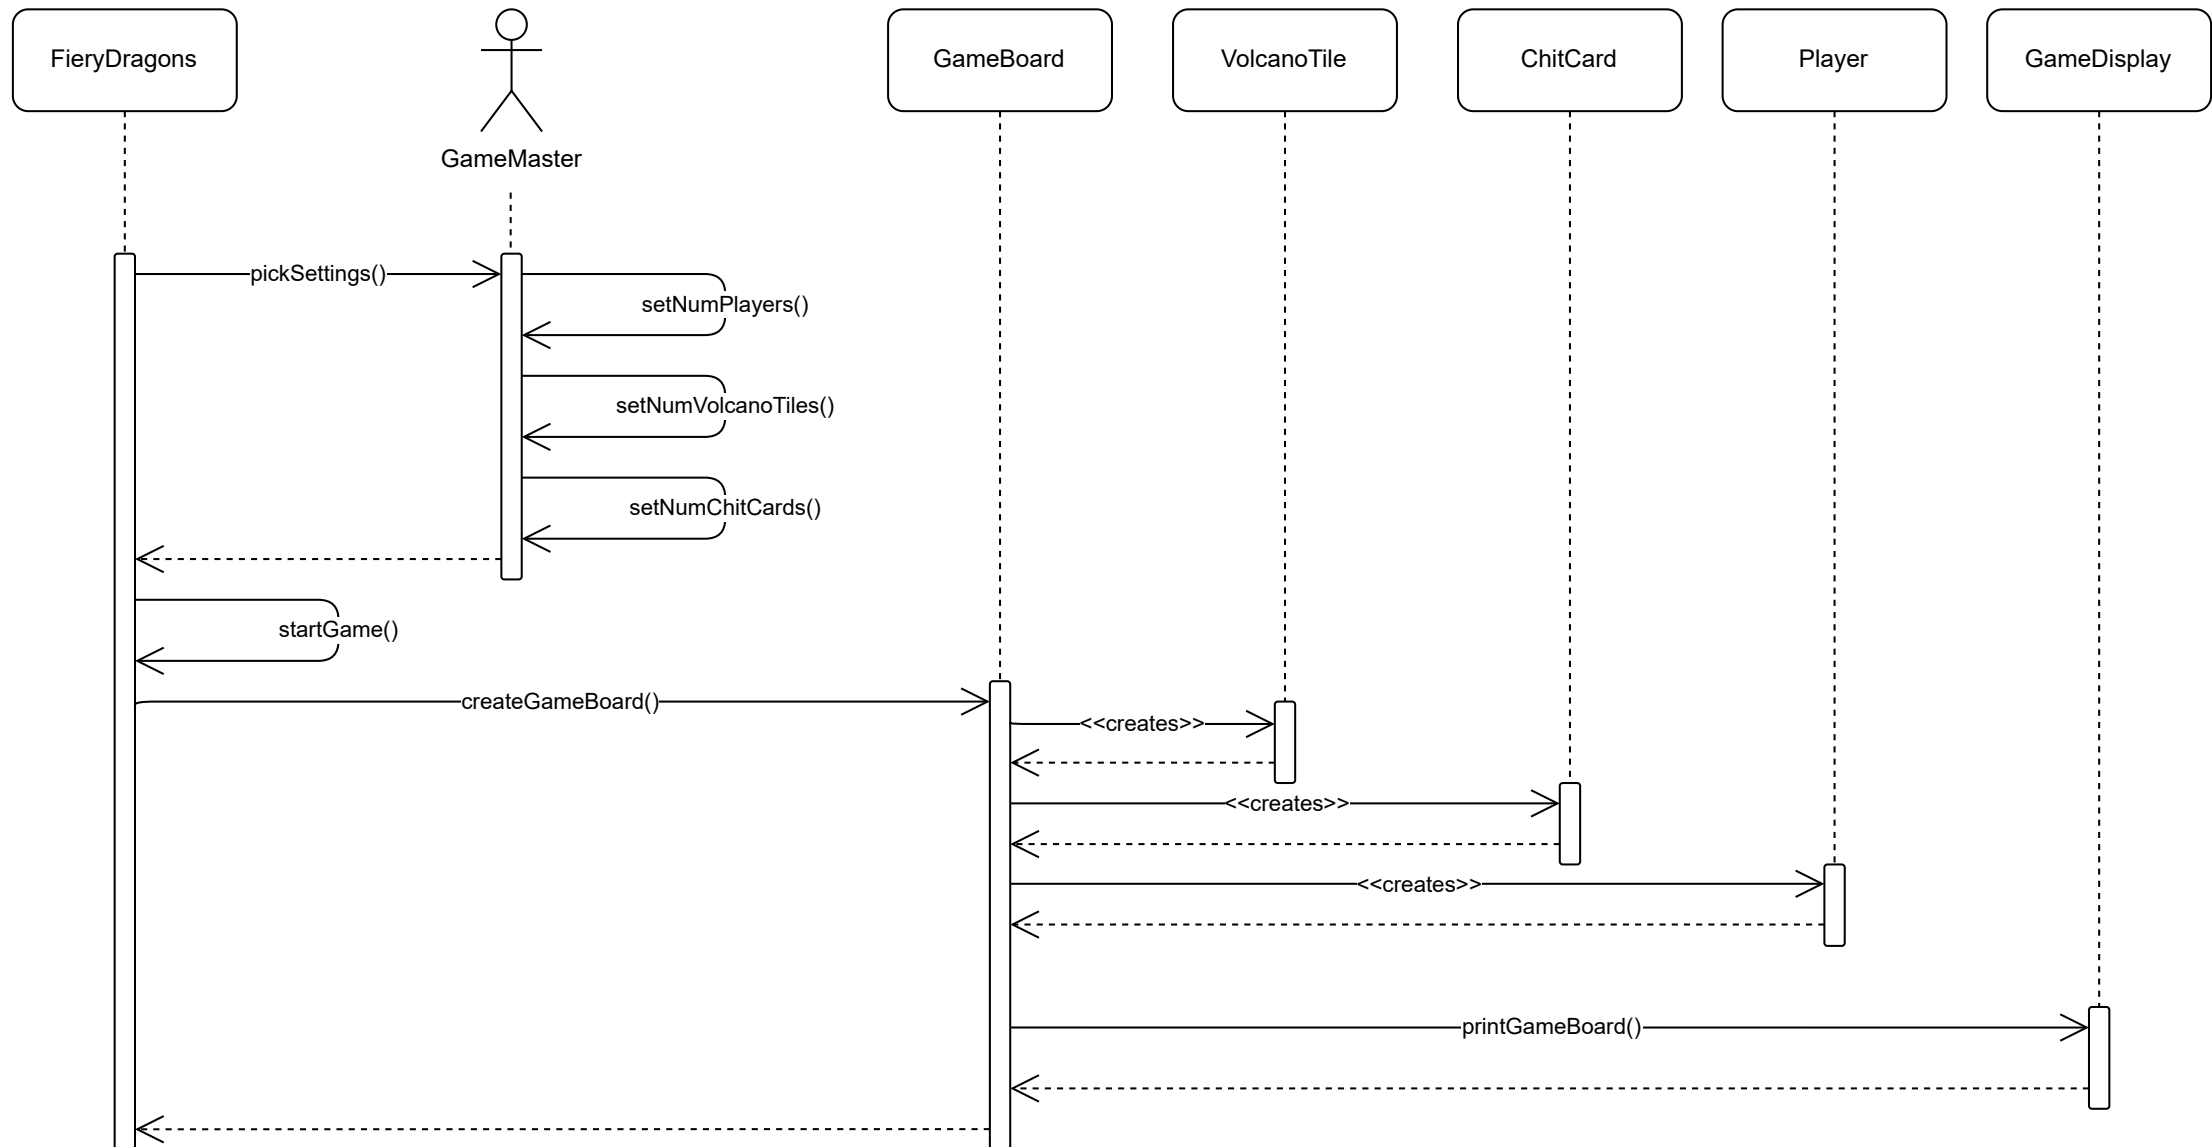 FieryDragons
GameMaster
GameBoard
VolcanoTile
ChitCard
Player
GameDisplay
pickSettings()
setNumPlayers()
setNumVolcanoTiles()
setNumChitCards()
startGame()
createGameBoard()
<<creates>>
<<creates>>
<<creates>>
printGameBoard()